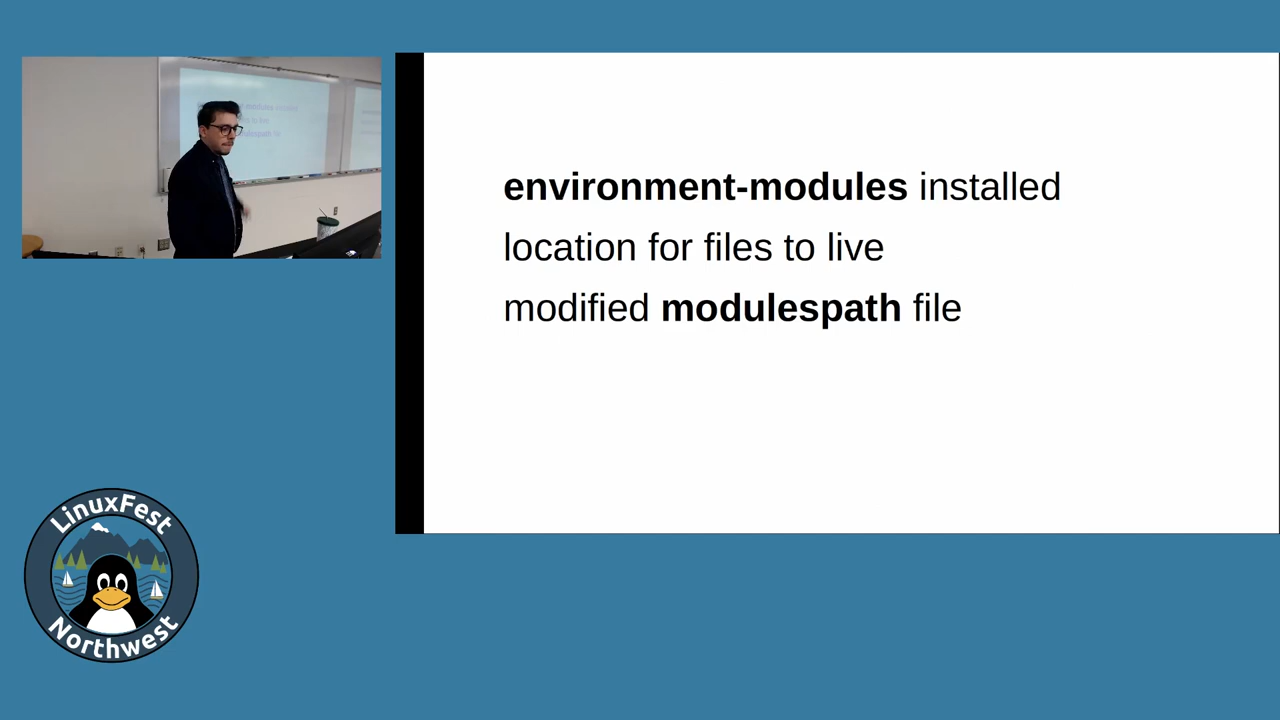 environment-modules installed
location for files to live
modified modulespath file
LinuxFest
Northwest